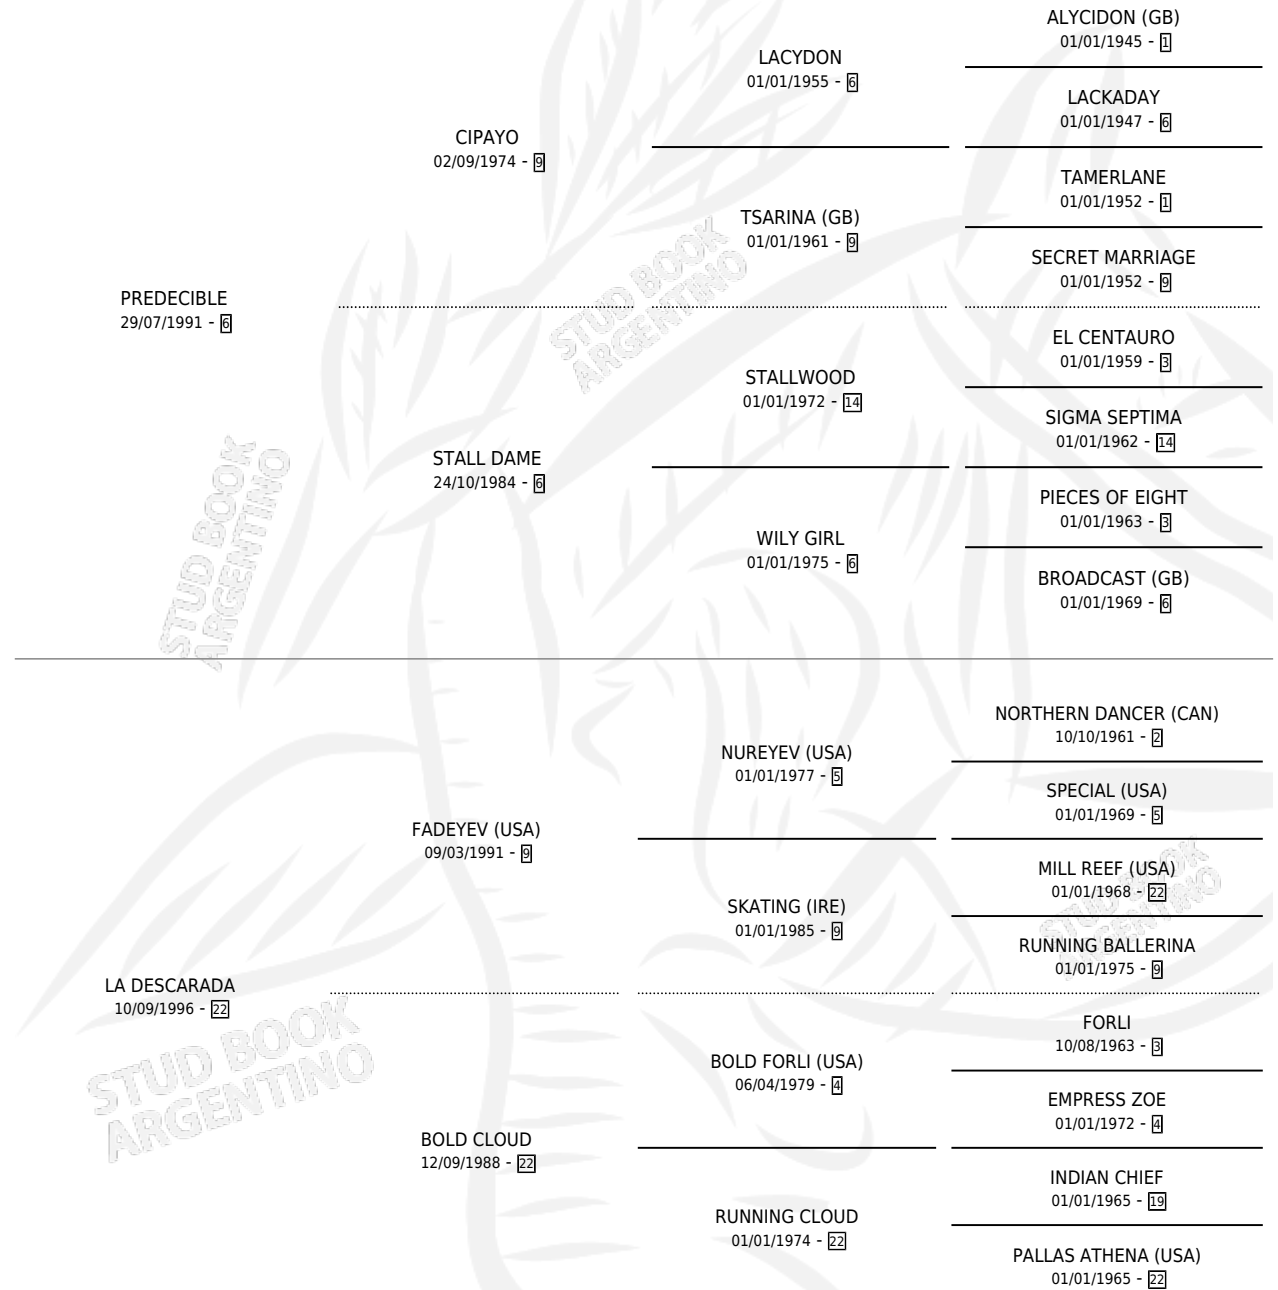 ALYCIDON (GB)
01/01/1945 - 1
LACYDON
01/01/1955 - 6
LACKADAY
01/01/1947 - 6
CIPAYO
02/09/1974 - 9
TAMERLANE
01/01/1952 - 1
TSARINA (GB)
01/01/1961 - 9
SECRET MARRIAGE
01/01/1952 - 9
PREDECIBLE
29/07/1991 - 6
EL CENTAURO
01/01/1959 - 3
STALLWOOD
01/01/1972 - 14
SIGMA SEPTIMA
01/01/1962 - 14
STALL DAME
24/10/1984 - 6
PIECES OF EIGHT
01/01/1963 - 3
WILY GIRL
01/01/1975 - 6
BROADCAST (GB)
01/01/1969 - 6
STUD BOOK
ARGENTINO
STUD BOOK
ARGENTINO
NORTHERN DANCER (CAN)
10/10/1961 - 2
NUREYEV (USA)
01/01/1977 - 5
SPECIAL (USA)
01/01/1969 - 5
FADEYEV (USA)
09/03/1991 - 9
MILL REEF (USA)
01/01/1968 - 22
SKATING (IRE)
01/01/1985 - 9
RUNNING BALLERINA
01/01/1975 - 9
STUD BOOK
ARGENTINO
LA DESCARADA
10/09/1996 - 22
FORLI
10/08/1963 - 3
BOLD FORLI (USA)
06/04/1979 - 4
EMPRESS ZOE
01/01/1972 - 4
STUD BOOK
ARGENTINO
BOLD CLOUD
12/09/1988 - 22
INDIAN CHIEF
01/01/1965 - 19
RUNNING CLOUD
01/01/1974 - 22
PALLAS ATHENA (USA)
01/01/1965 - 22